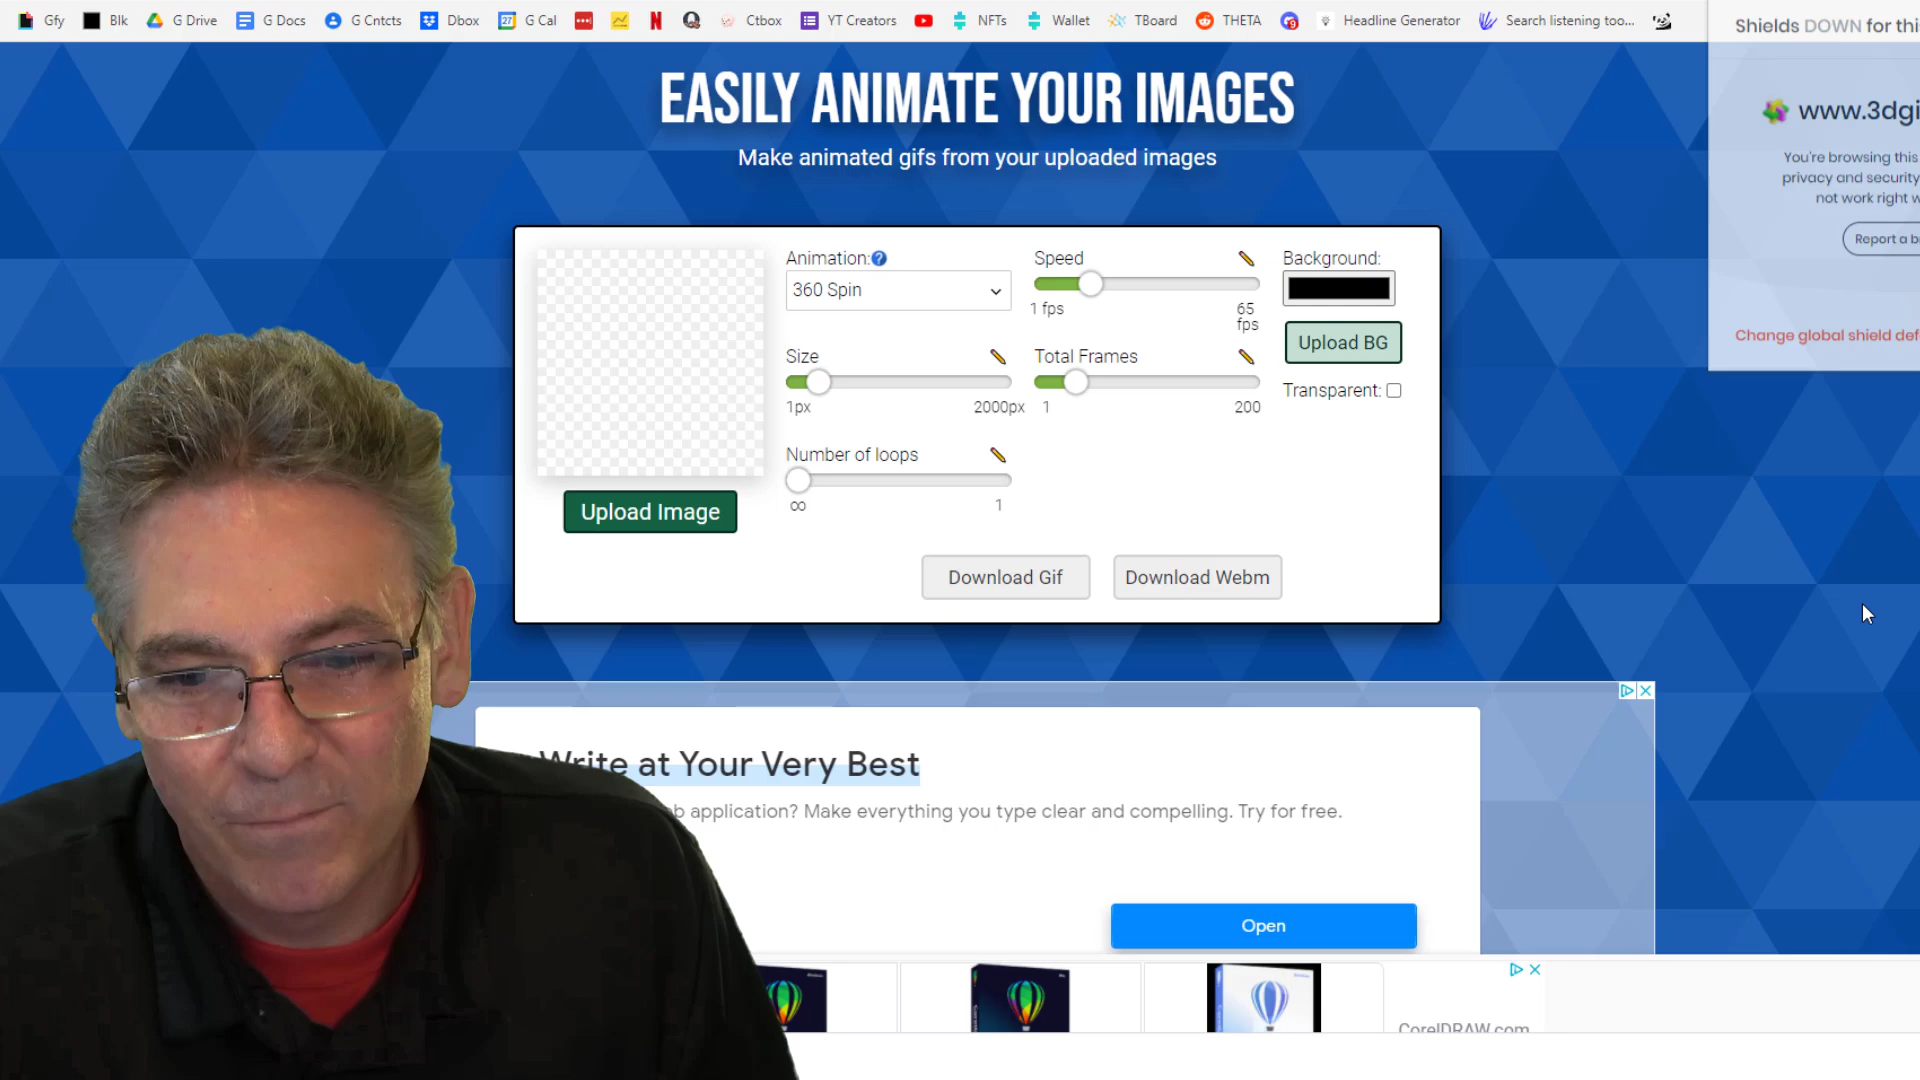 Gfy Blk G Drive G Docs G Cntcts Dbox G Cal Ctbox YT Creators NFTs Wallet TBoard THETA Headline Generator Search listening too...
Shields DOWN for thi
EASILY ANIMATE YOUR IMAGES
Make animated gifs from your uploaded images
www.3dgi
You're browsing this
privacy and security
not work right w
Report a b
Change global shield def
Animation:
360 Spin
Speed
1 fps
65
fps
Background:
Upload BG
Transparent:
Size
1px
2000px
Total Frames
1
200
Number of loops
∞
1
Upload Image
Download Gif
Download Webm
Write at Your Very Best
b application? Make everything you type clear and compelling. Try for free.
Open
CorelDRAW.com